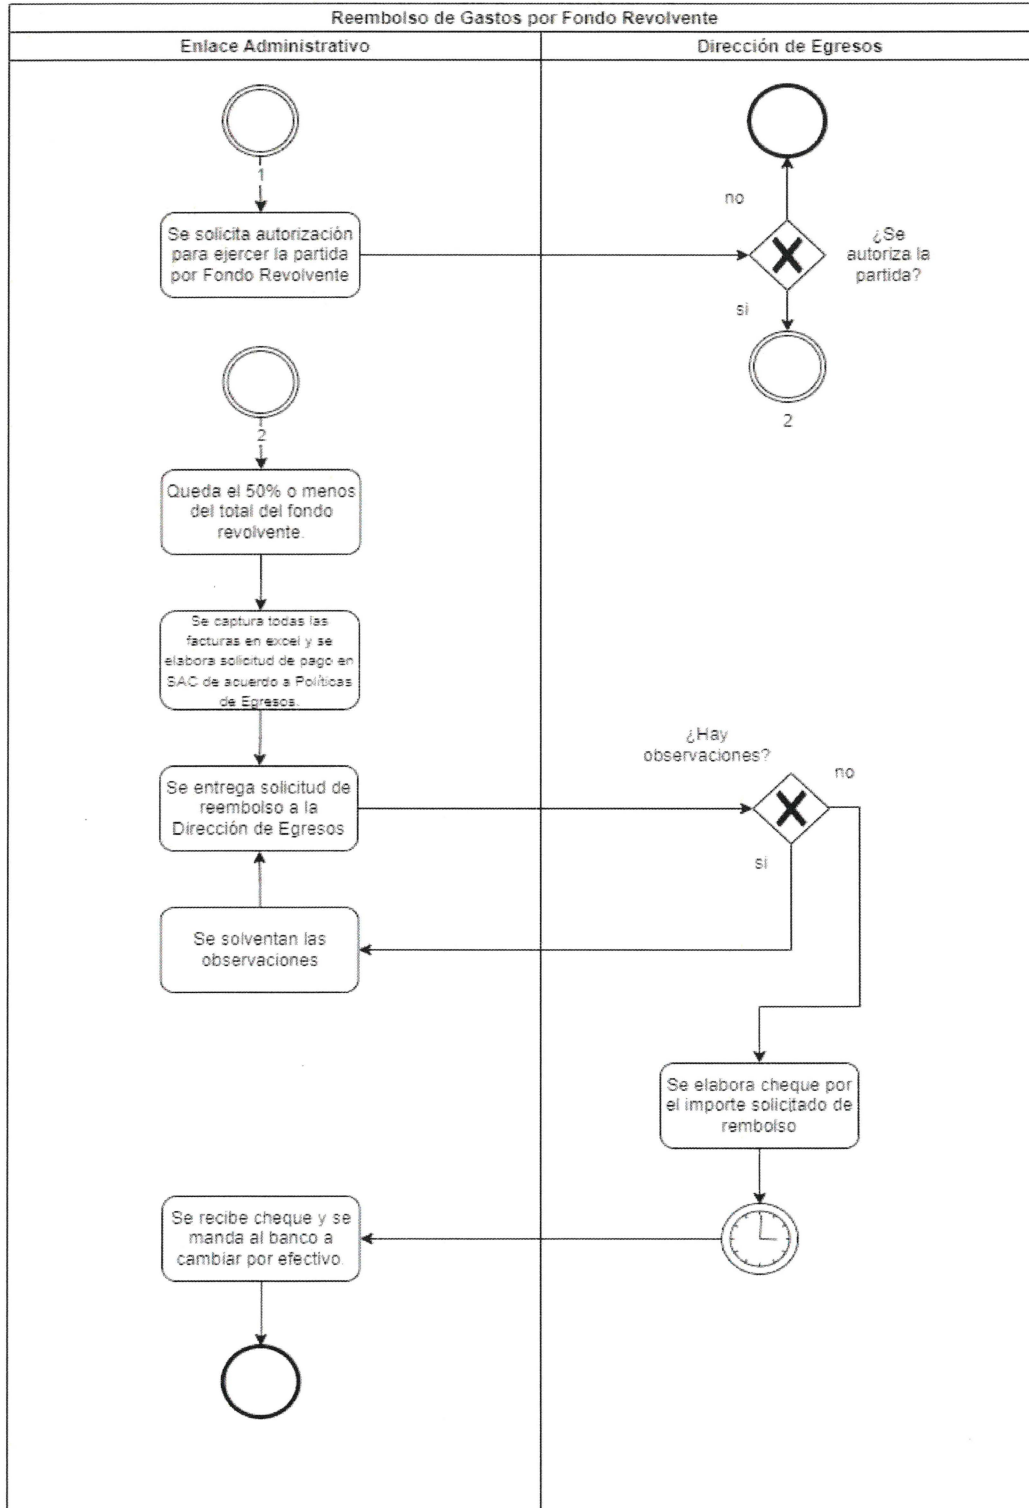 Reembolso de Gastos por Fondo Revolvente
Enlace Administrativo
Dirección de Egresos
1
Se solicita autorización
para ejercer la partida
por Fondo Revolvente
no
¿Se
autoriza la
partida?
si
2
2
Queda el 50% o menos
del total del fondo
revolvente.
Se captura todas las
facturas en excel y se
elabora solicitud de pago en
SAC de acuerdo a Políticas
de Egresos.
¿Hay
observaciones?
no
Se entrega solicitud de
reembolso a la
Dirección de Egresos
si
Se solventan las
observaciones
Se elabora cheque por
el importe solicitado de
rembolso
Se recibe cheque y se
manda al banco a
cambiar por efectivo.